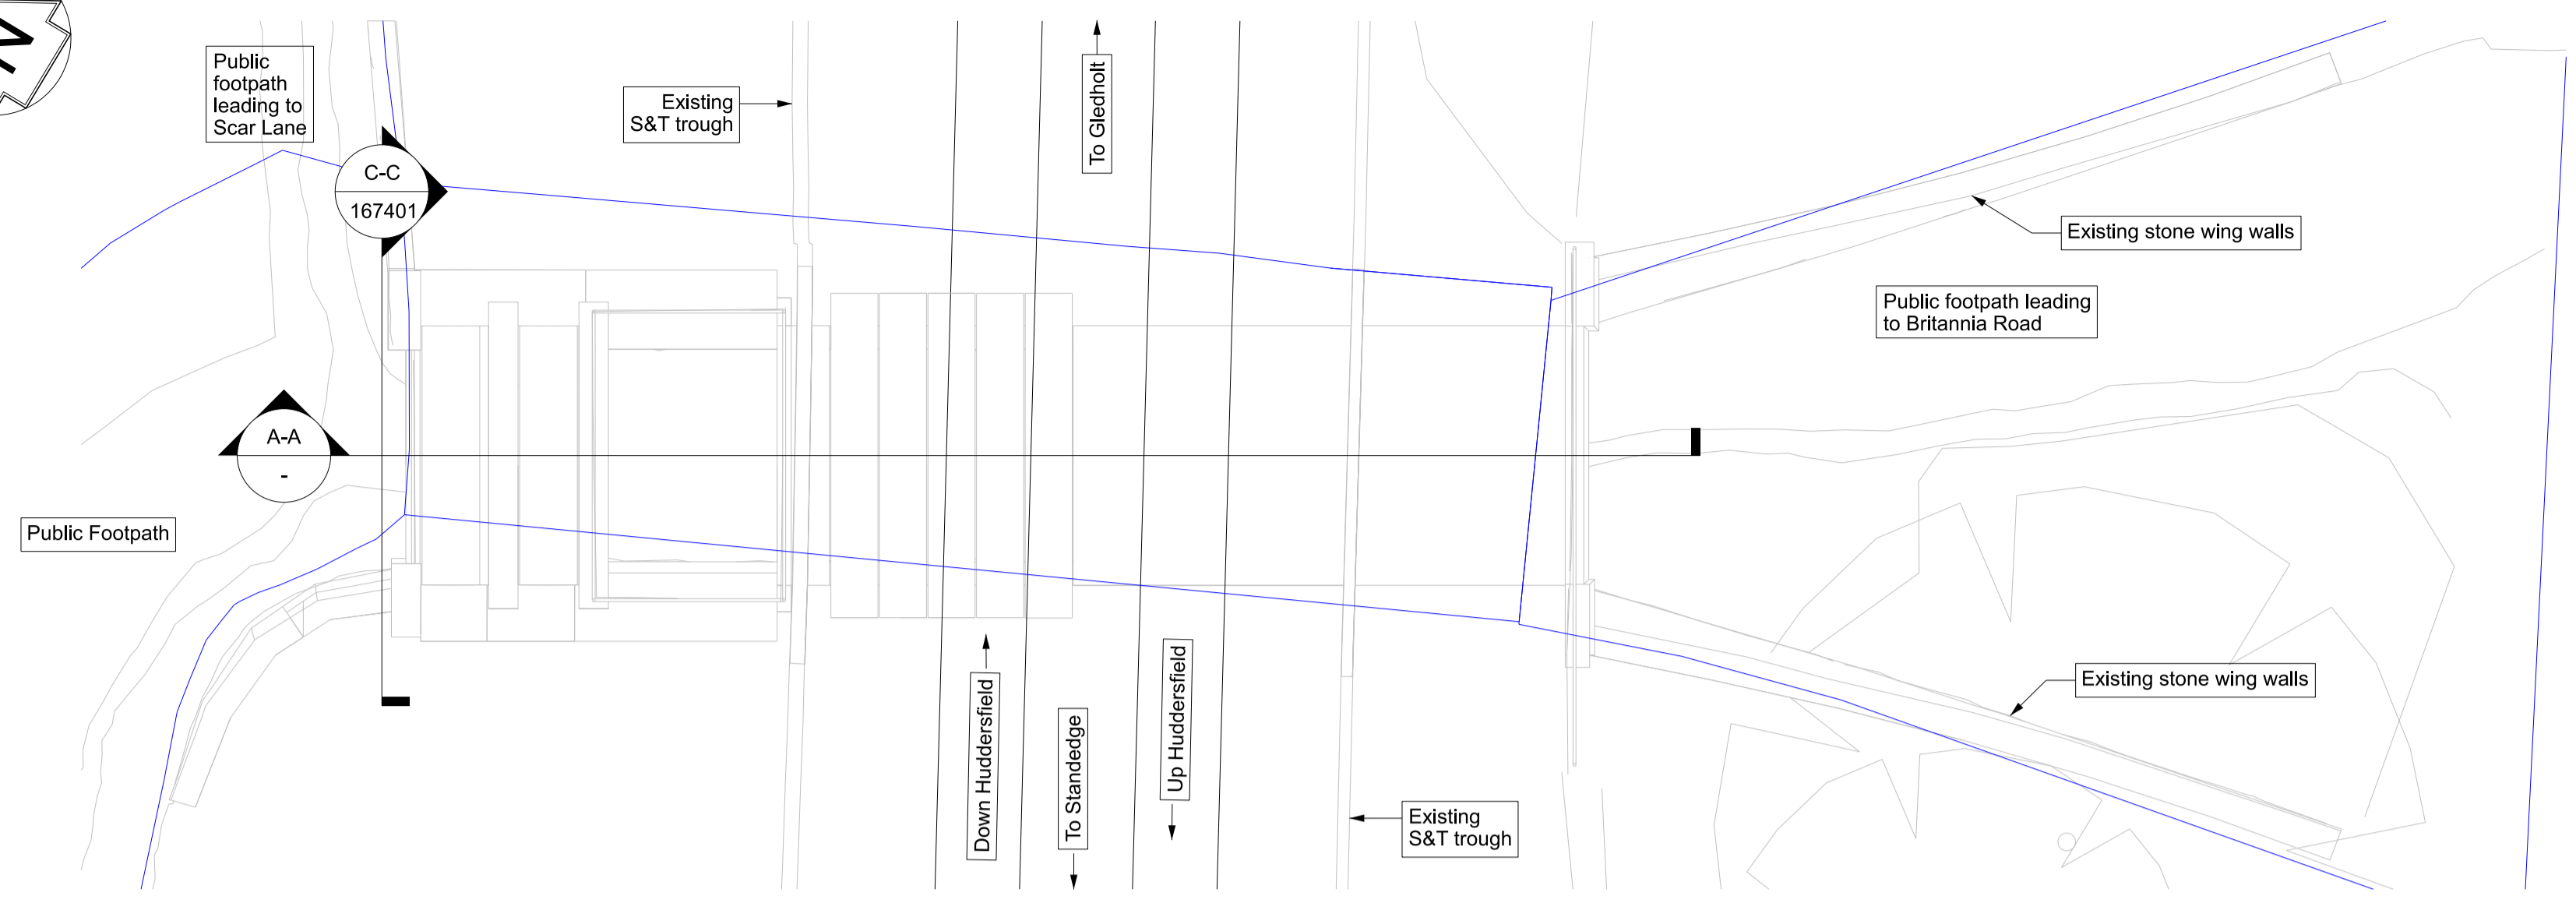 N
Public
footpath
leading to
Scar Lane
C-C
167401
Existing
S&T trough
To Gledholt
Existing stone wing walls
Public footpath leading
to Britannia Road
A-A
-
Public Footpath
Down Huddersfield
To Standedge
Up Huddersfield
Existing
S&T trough
Existing stone wing walls